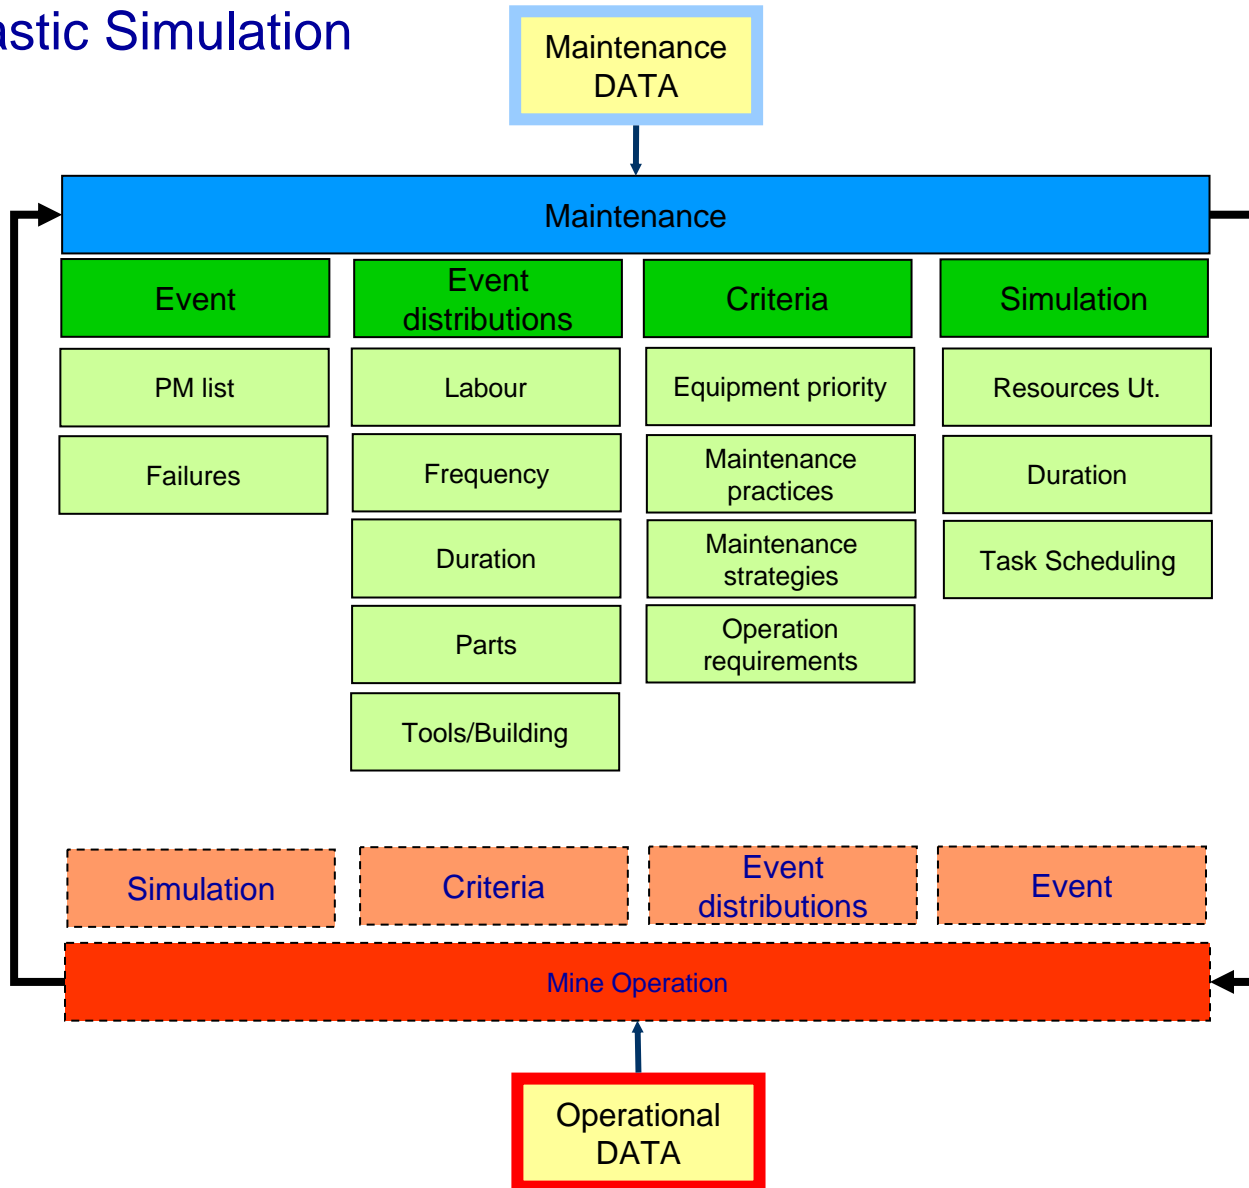 astic Simulation
Maintenance
DATA
Maintenance
Event
Event
distributions
Criteria
Simulation
PM list
Labour
Equipment priority
Resources Ut.
Failures
Frequency
Maintenance
practices
Duration
Duration
Maintenance
strategies
Task Scheduling
Parts
Operation
requirements
Tools/Building
Simulation
Criteria
Event
distributions
Event
Mine Operation
Operational
DATA